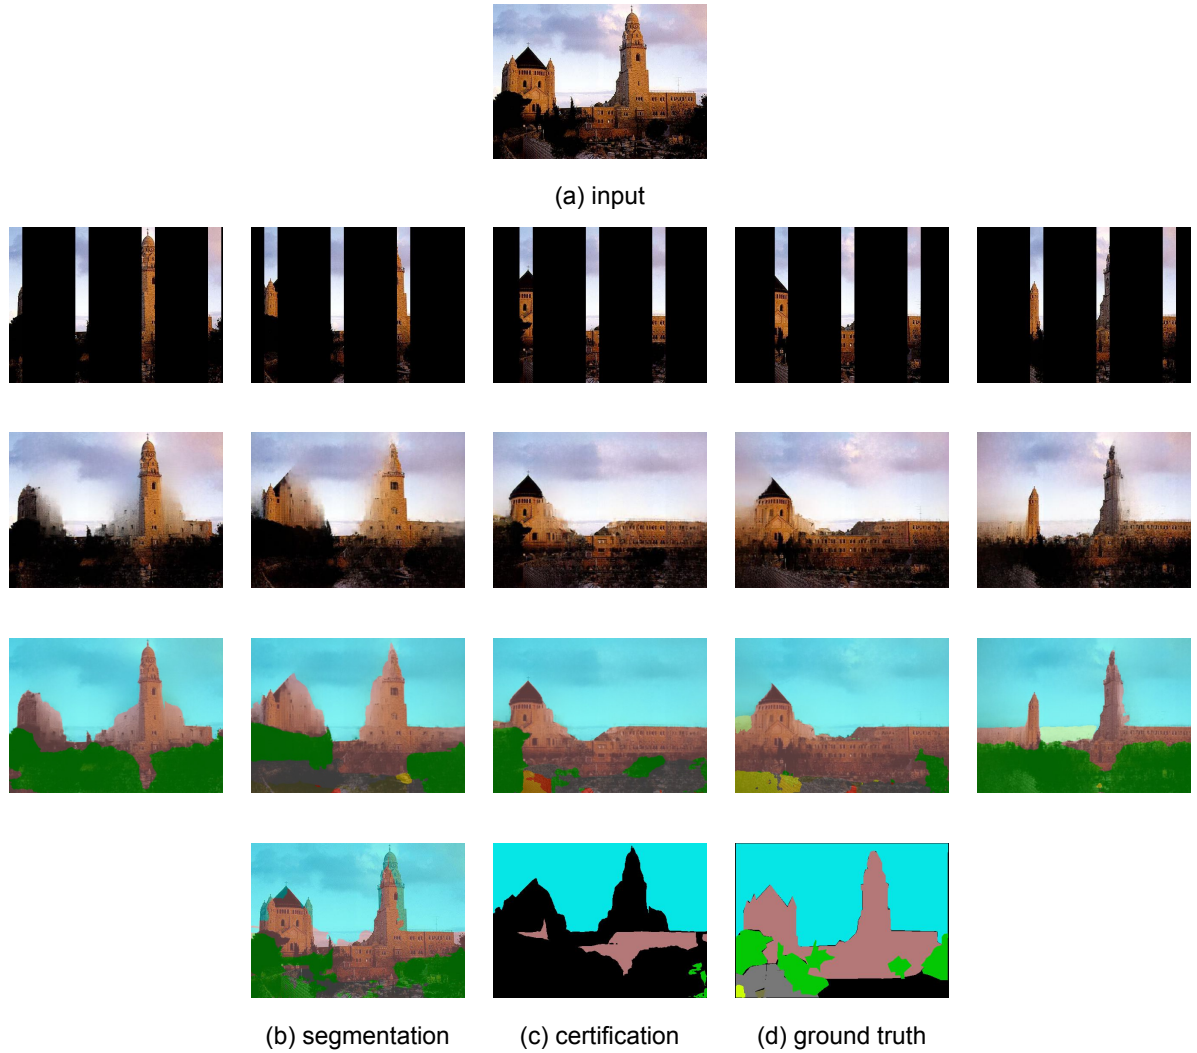 (a) input
(b) segmentation
(c) certification
(d) ground truth